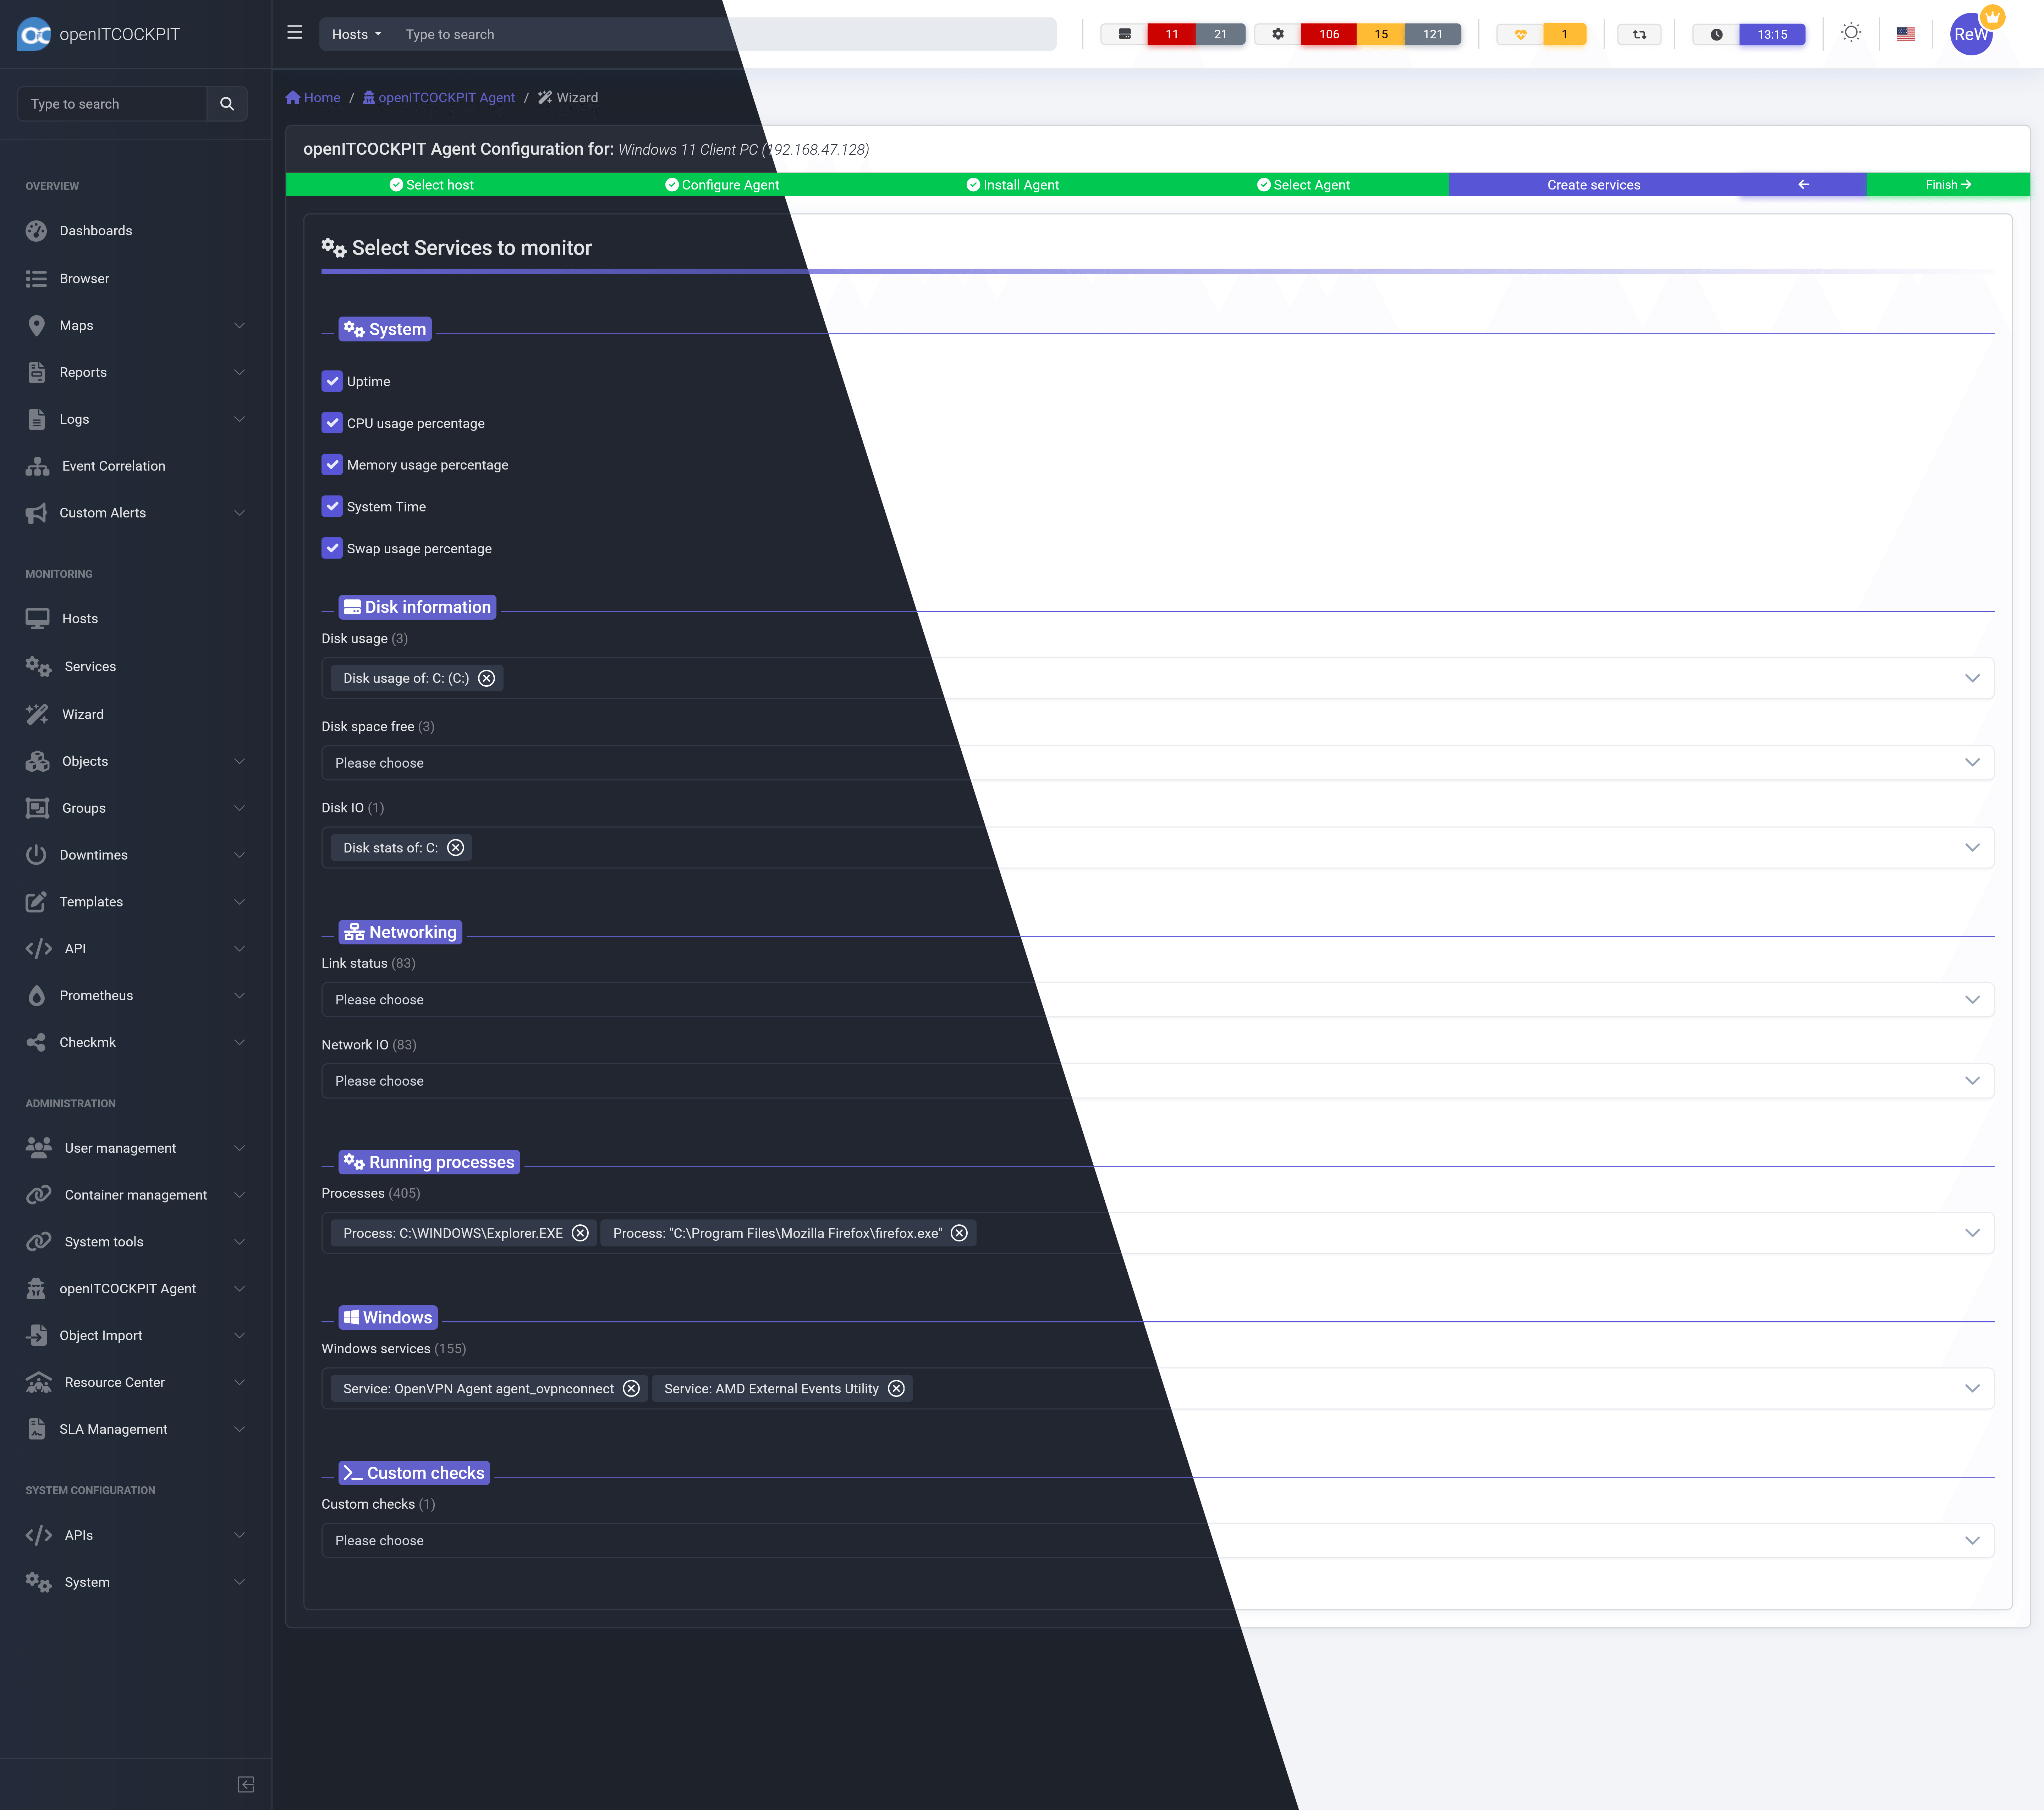 openITCOCKPIT
Hosts
Type to search
11
21
106
15
121
1
13:15
ReW
Type to search
OVERVIEW
Dashboards
Browser
Maps
Reports
Logs
Event Correlation
Custom Alerts
MONITORING
Hosts
Services
Wizard
Objects
Groups
Downtimes
Templates
API
Prometheus
Checkmk
ADMINISTRATION
User management
Container management
System tools
openITCOCKPIT Agent
Object Import
Resource Center
SLA Management
SYSTEM CONFIGURATION
APIs
System
Home / openITCOCKPIT Agent / Wizard
openITCOCKPIT Agent Configuration for: Windows 11 Client PC (192.168.47.128)
Select host
Configure Agent
Install Agent
Select Agent
Create services
Finish
Select Services to monitor
System
Uptime
CPU usage percentage
Memory usage percentage
System Time
Swap usage percentage
Disk information
Disk usage (3)
Disk usage of: C: (C:)
Disk space free (3)
Please choose
Disk IO (1)
Disk stats of: C:
Networking
Link status (83)
Please choose
Network IO (83)
Please choose
Running processes
Processes (405)
Process: C:\WINDOWS\Explorer.EXE
Process: "C:\Program Files\Mozilla Firefox\firefox.exe"
Windows
Windows services (155)
Service: OpenVPN Agent agent_ovpnconnect
Service: AMD External Events Utility
Custom checks
Custom checks (1)
Please choose